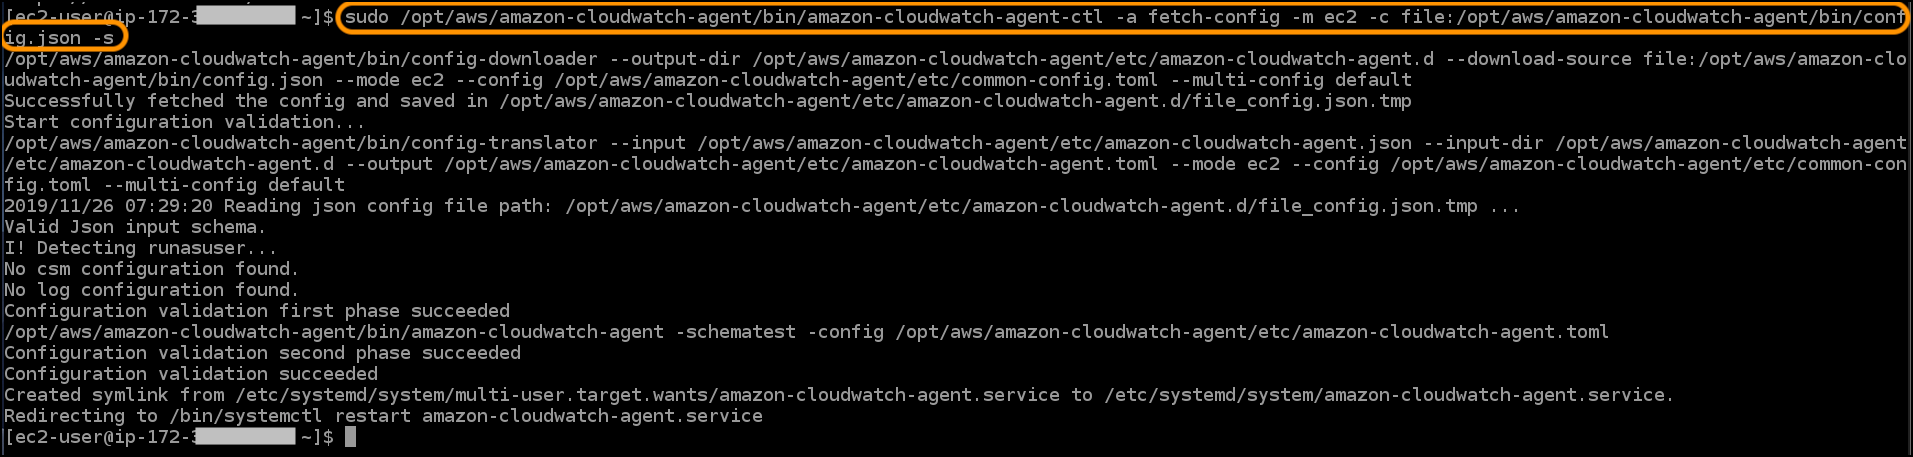 [ec2-user@ip-172-3 ~]$ sudo /opt/aws/amazon-cloudwatch-agent/bin/amazon-cloudwatch-agent-ctl -a fetch-config -m ec2 -c file:/opt/aws/amazon-cloudwatch-agent/bin/conf
ig.json -s
/opt/aws/amazon-cloudwatch-agent/bin/config-downloader --output-dir /opt/aws/amazon-cloudwatch-agent/etc/amazon-cloudwatch-agent.d --download-source file:/opt/aws/amazon-clo
udwatch-agent/bin/config.json --mode ec2 --config /opt/aws/amazon-cloudwatch-agent/etc/common-config.toml --multi-config default
Successfully fetched the config and saved in /opt/aws/amazon-cloudwatch-agent/etc/amazon-cloudwatch-agent.d/file_config.json.tmp
Start configuration validation...
/opt/aws/amazon-cloudwatch-agent/bin/config-translator --input /opt/aws/amazon-cloudwatch-agent/etc/amazon-cloudwatch-agent.json --input-dir /opt/aws/amazon-cloudwatch-agent
/etc/amazon-cloudwatch-agent.d --output /opt/aws/amazon-cloudwatch-agent/etc/amazon-cloudwatch-agent.toml --mode ec2 --config /opt/aws/amazon-cloudwatch-agent/etc/common-con
fig.toml --multi-config default
2019/11/26 07:29:20 Reading json config file path: /opt/aws/amazon-cloudwatch-agent/etc/amazon-cloudwatch-agent.d/file_config.json.tmp ...
Valid Json input schema.
I! Detecting runasuser...
No csm configuration found.
No log configuration found.
Configuration validation first phase succeeded
/opt/aws/amazon-cloudwatch-agent/bin/amazon-cloudwatch-agent -schematest -config /opt/aws/amazon-cloudwatch-agent/etc/amazon-cloudwatch-agent.toml
Configuration validation second phase succeeded
Configuration validation succeeded
Created symlink from /etc/systemd/system/multi-user.target.wants/amazon-cloudwatch-agent.service to /etc/systemd/system/amazon-cloudwatch-agent.service.
Redirecting to /bin/systemctl restart amazon-cloudwatch-agent.service
[ec2-user@ip-172-3 ~]$